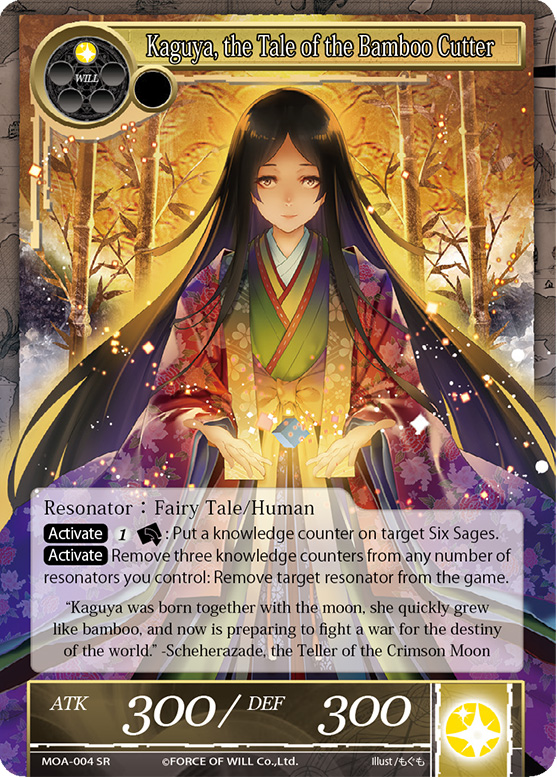 Kaguya, the Tale of the Bamboo Cutter
WILL
Resonator : Fairy Tale/Human
Activate 1 : Put a knowledge counter on target Six Sages.
Activate Remove three knowledge counters from any number of
resonators you control: Remove target resonator from the game.
“Kaguya was born together with the moon, she quickly grew
like bamboo, and now is preparing to fight a war for the destiny
of the world.” -Scheherazade, the Teller of the Crimson Moon
ATK 300 / DEF 300
MOA-004 SR ©FORCE OF WILL Co.,Ltd. Illust /もぐも